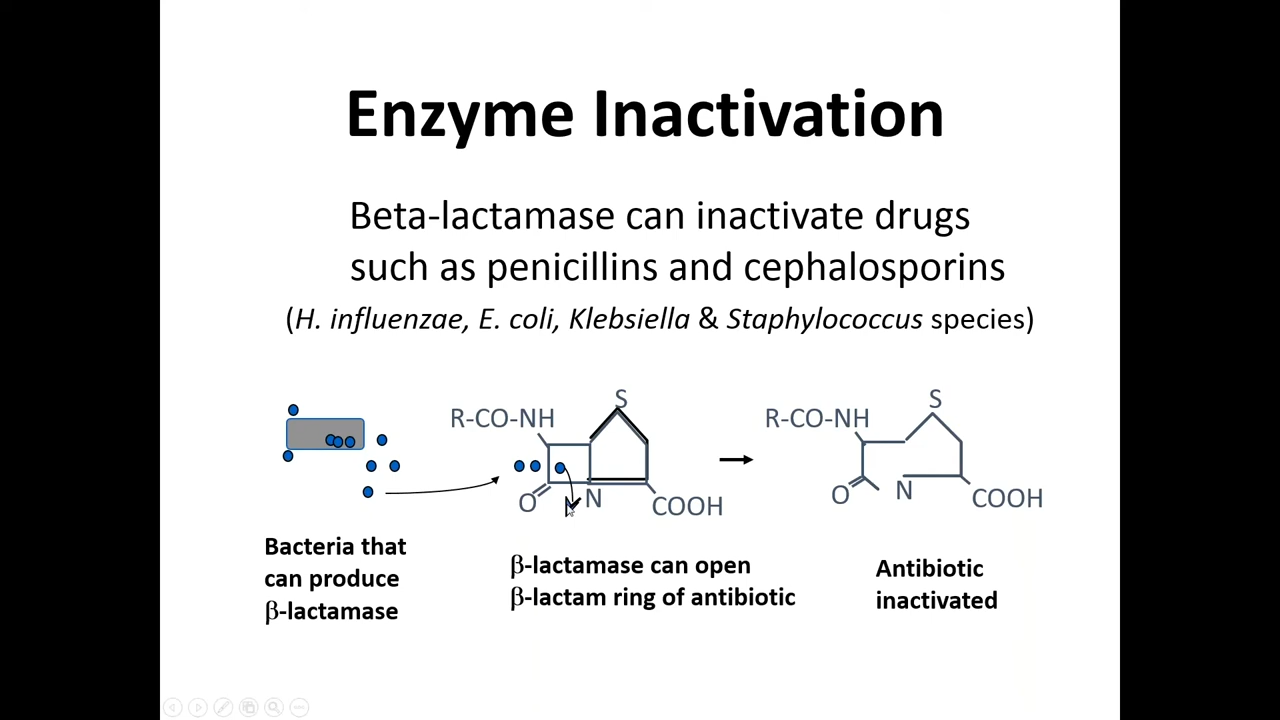 Enzyme Inactivation
Beta-lactamase can inactivate drugs
such as penicillins and cephalosporins
(H. influenzae, E. coli, Klebsiella & Staphylococcus species)
S
R-CO-NH
O
N
COOH
S
R-CO-NH
O
N
COOH
Bacteria that
can produce
β-lactamase
β-lactamase can open
β-lactam ring of antibiotic
Antibiotic
inactivated